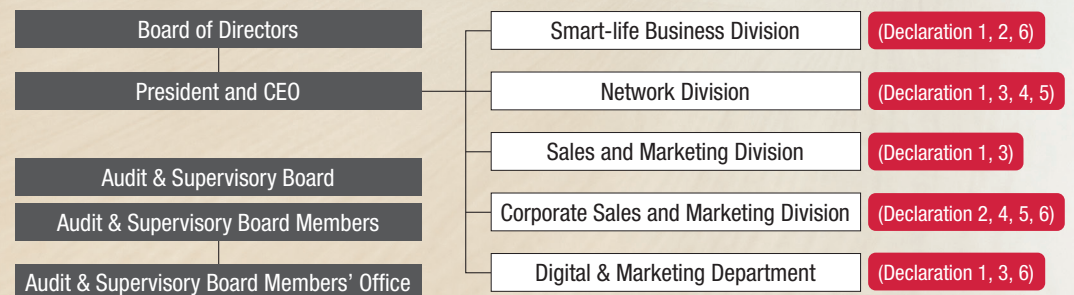 Board of Directors
President and CEO
Audit & Supervisory Board
Audit & Supervisory Board Members
Audit & Supervisory Board Members’ Office
Smart-life Business Division (Declaration 1, 2, 6)
Network Division (Declaration 1, 3, 4, 5)
Sales and Marketing Division (Declaration 1, 3)
Corporate Sales and Marketing Division (Declaration 2, 4, 5, 6)
Digital & Marketing Department (Declaration 1, 3, 6)